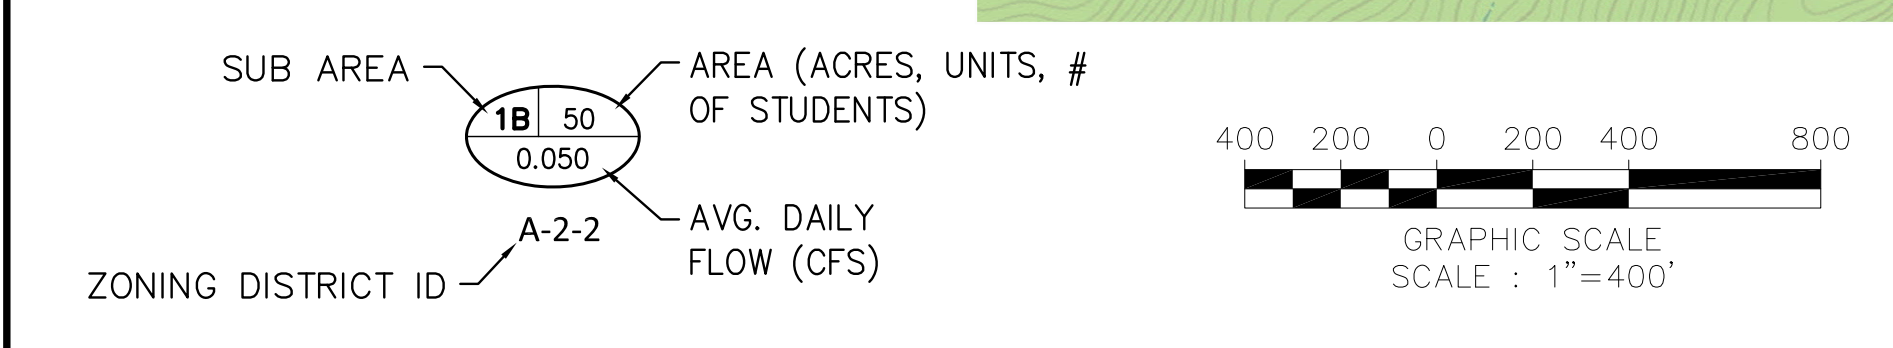 SUB AREA
AREA (ACRES, UNITS, #
OF STUDENTS)
1B 50
0.050
A-2-2
AVG. DAILY
FLOW (CFS)
ZONING DISTRICT ID
400 200 0 200 400 800
GRAPHIC SCALE
SCALE : 1"=400'